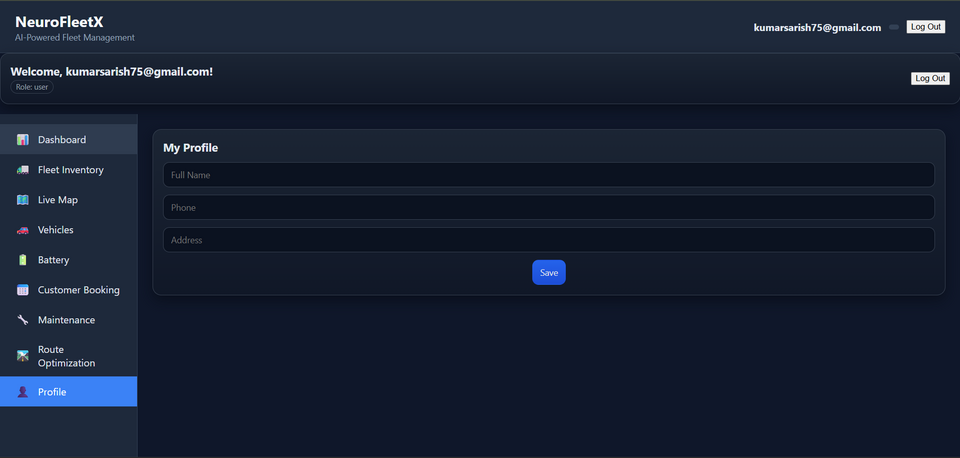 NeuroFleetX
AI-Powered Fleet Management
kumarsarish75@gmail.com
Log Out
Welcome, kumarsarish75@gmail.com!
Role: user
Log Out
Dashboard
Fleet Inventory
Live Map
Vehicles
Battery
Customer Booking
Maintenance
Route
Optimization
Profile
My Profile
Full Name
Phone
Address
Save